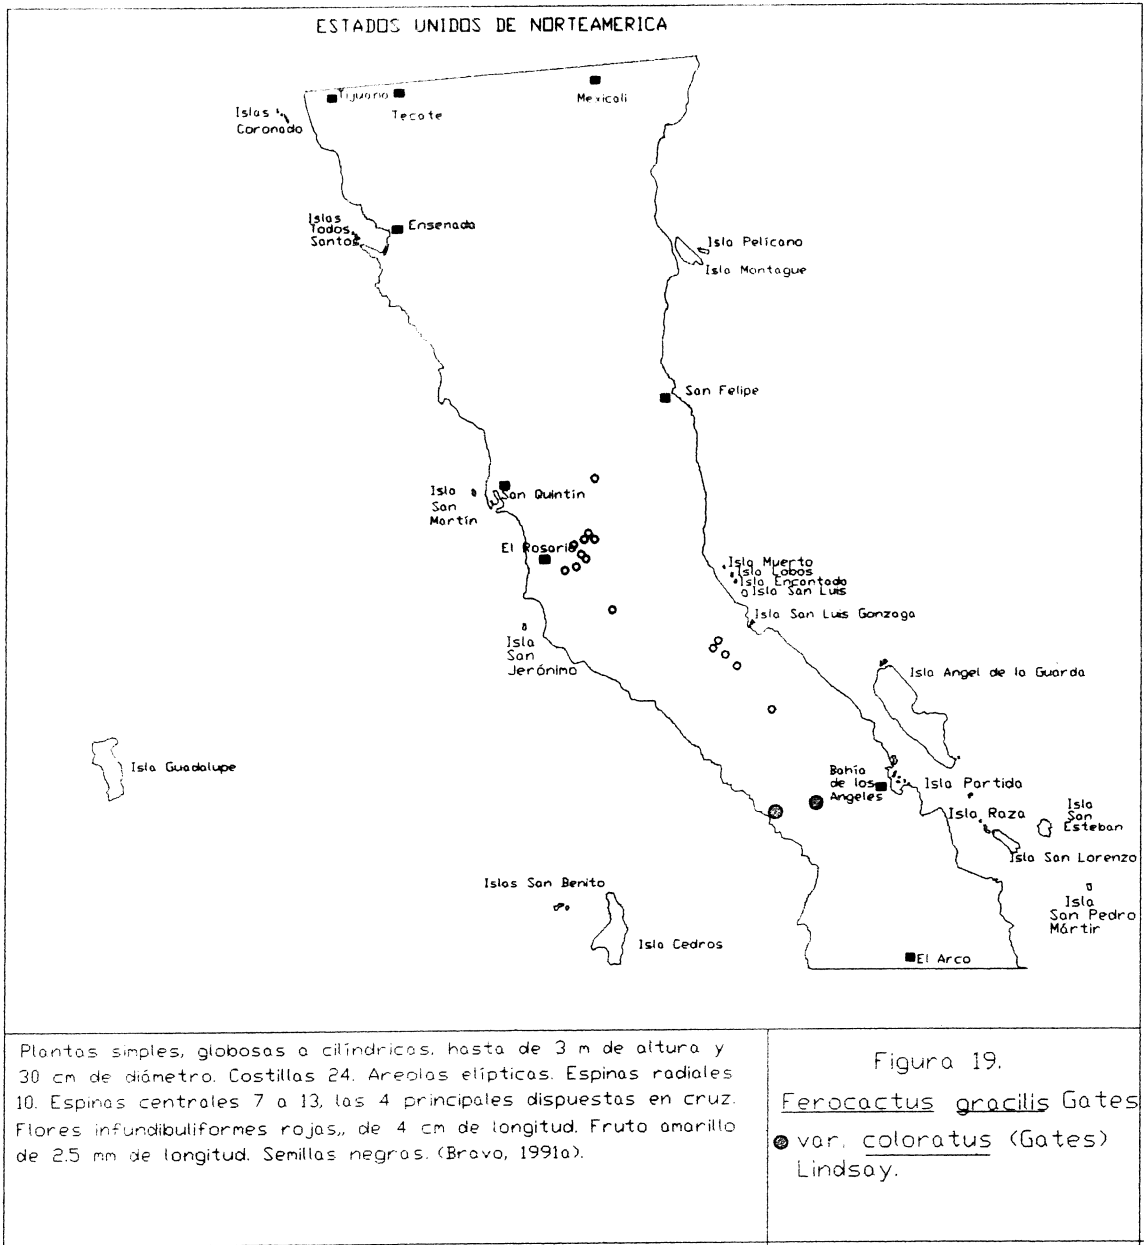 ESTADOS UNIDOS DE NORTEAMERICA
Tijuana
Tecate
Mexicali
Islas
Coronado
Islas
Todos
Santos
Ensenada
Isla Pelícano
Isla Montague
San Felipe
Isla
San
Martín
San Quintín
El Rosario
Isla Muerto
Isla Lobos
Isla Encantado
Isla San Luis
Isla San Luis Gonzaga
Isla
San
Jerónimo
Isla Angel de la Guarda
Isla Guadalupe
Bahía
de los
Angeles
Isla Partida
Isla Raza
Isla
San
Esteban
Isla San Lorenzo
Islas San Benito
Isla
San Pedro
Mártir
Isla Cedros
El Arco
Plantas simples, globosas a cilíndricas, hasta de 3 m de altura y
30 cm de diámetro. Costillas 24. Areolas elípticas. Espinas radiales
10. Espinas centrales 7 a 13, las 4 principales dispuestas en cruz.
Flores infundibuliformes rojas,, de 4 cm de longitud. Fruto amarillo
de 2.5 mm de longitud. Semillas negras. (Bravo, 1991a).
Figura 19.
Ferocactus gracilis Gates
var. coloratus (Gates)
Lindsay.